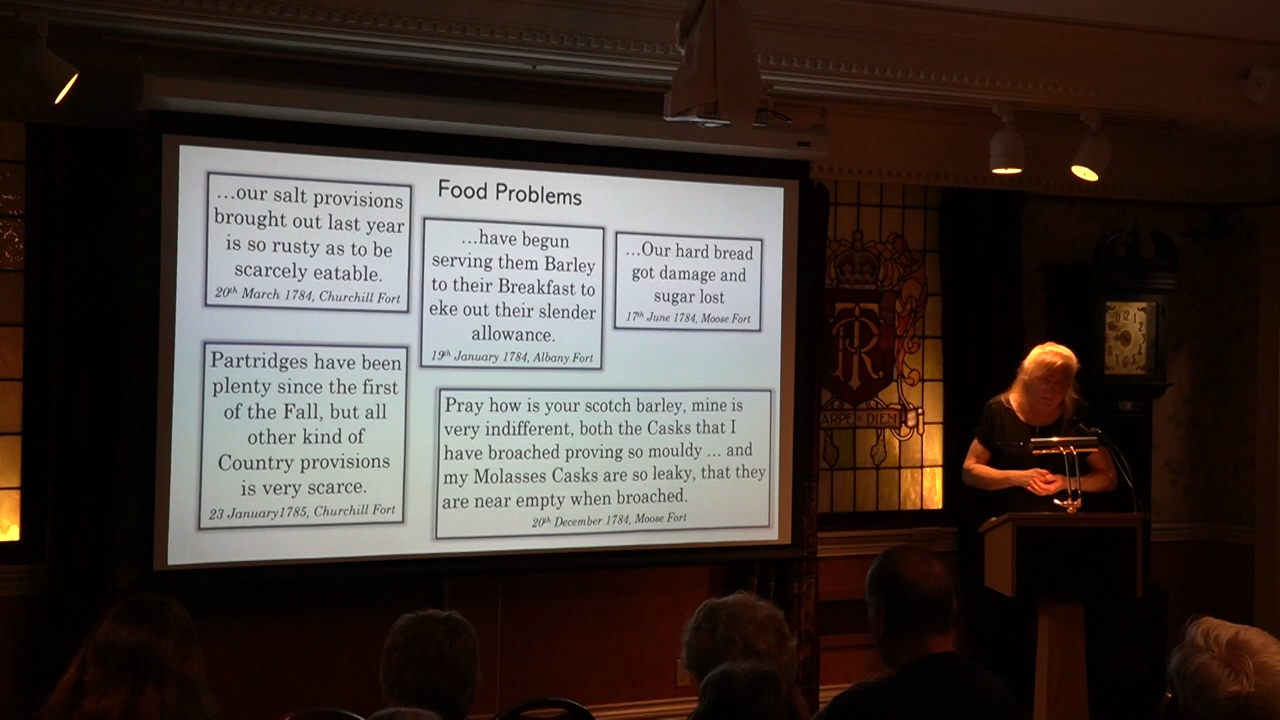 Food Problems
...our salt provisions
brought out last year
is so rusty as to be
scarcely eatable.
20th March 1784, Churchill Fort
...have begun
serving them Barley
to their Breakfast to
eke out their slender
allowance.
19th January 1784, Albany Fort
...Our hard bread
got damage and
sugar lost
17th June 1784, Moose Fort
Partridges have been
plenty since the first
of the Fall, but all
other kind of
Country provisions
is very scarce.
23 January1785, Churchill Fort
Pray how is your scotch barley, mine is
very indifferent, both the Casks that I
have broached proving so mouldy ... and
my Molasses Casks are so leaky, that they
are near empty when broached.
20th December 1784, Moose Fort
ARPE DIEM